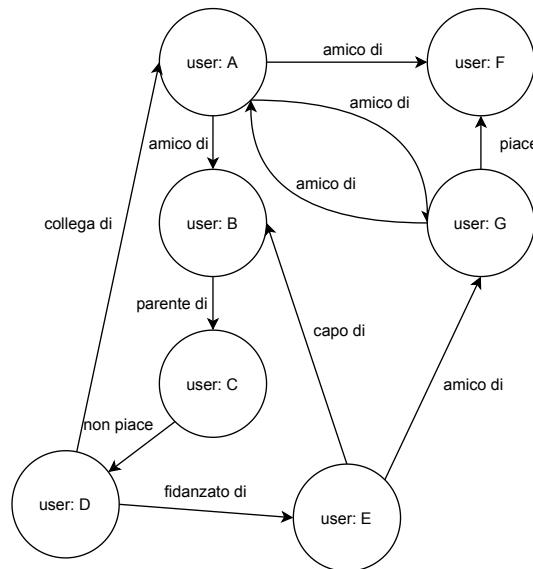 user: A
amico di
user: F
amico di
amico di
piace
amico di
user: B
user: G
collega di
parente di
capo di
user: C
amico di
non piace
fidanzato di
user: D
user: E